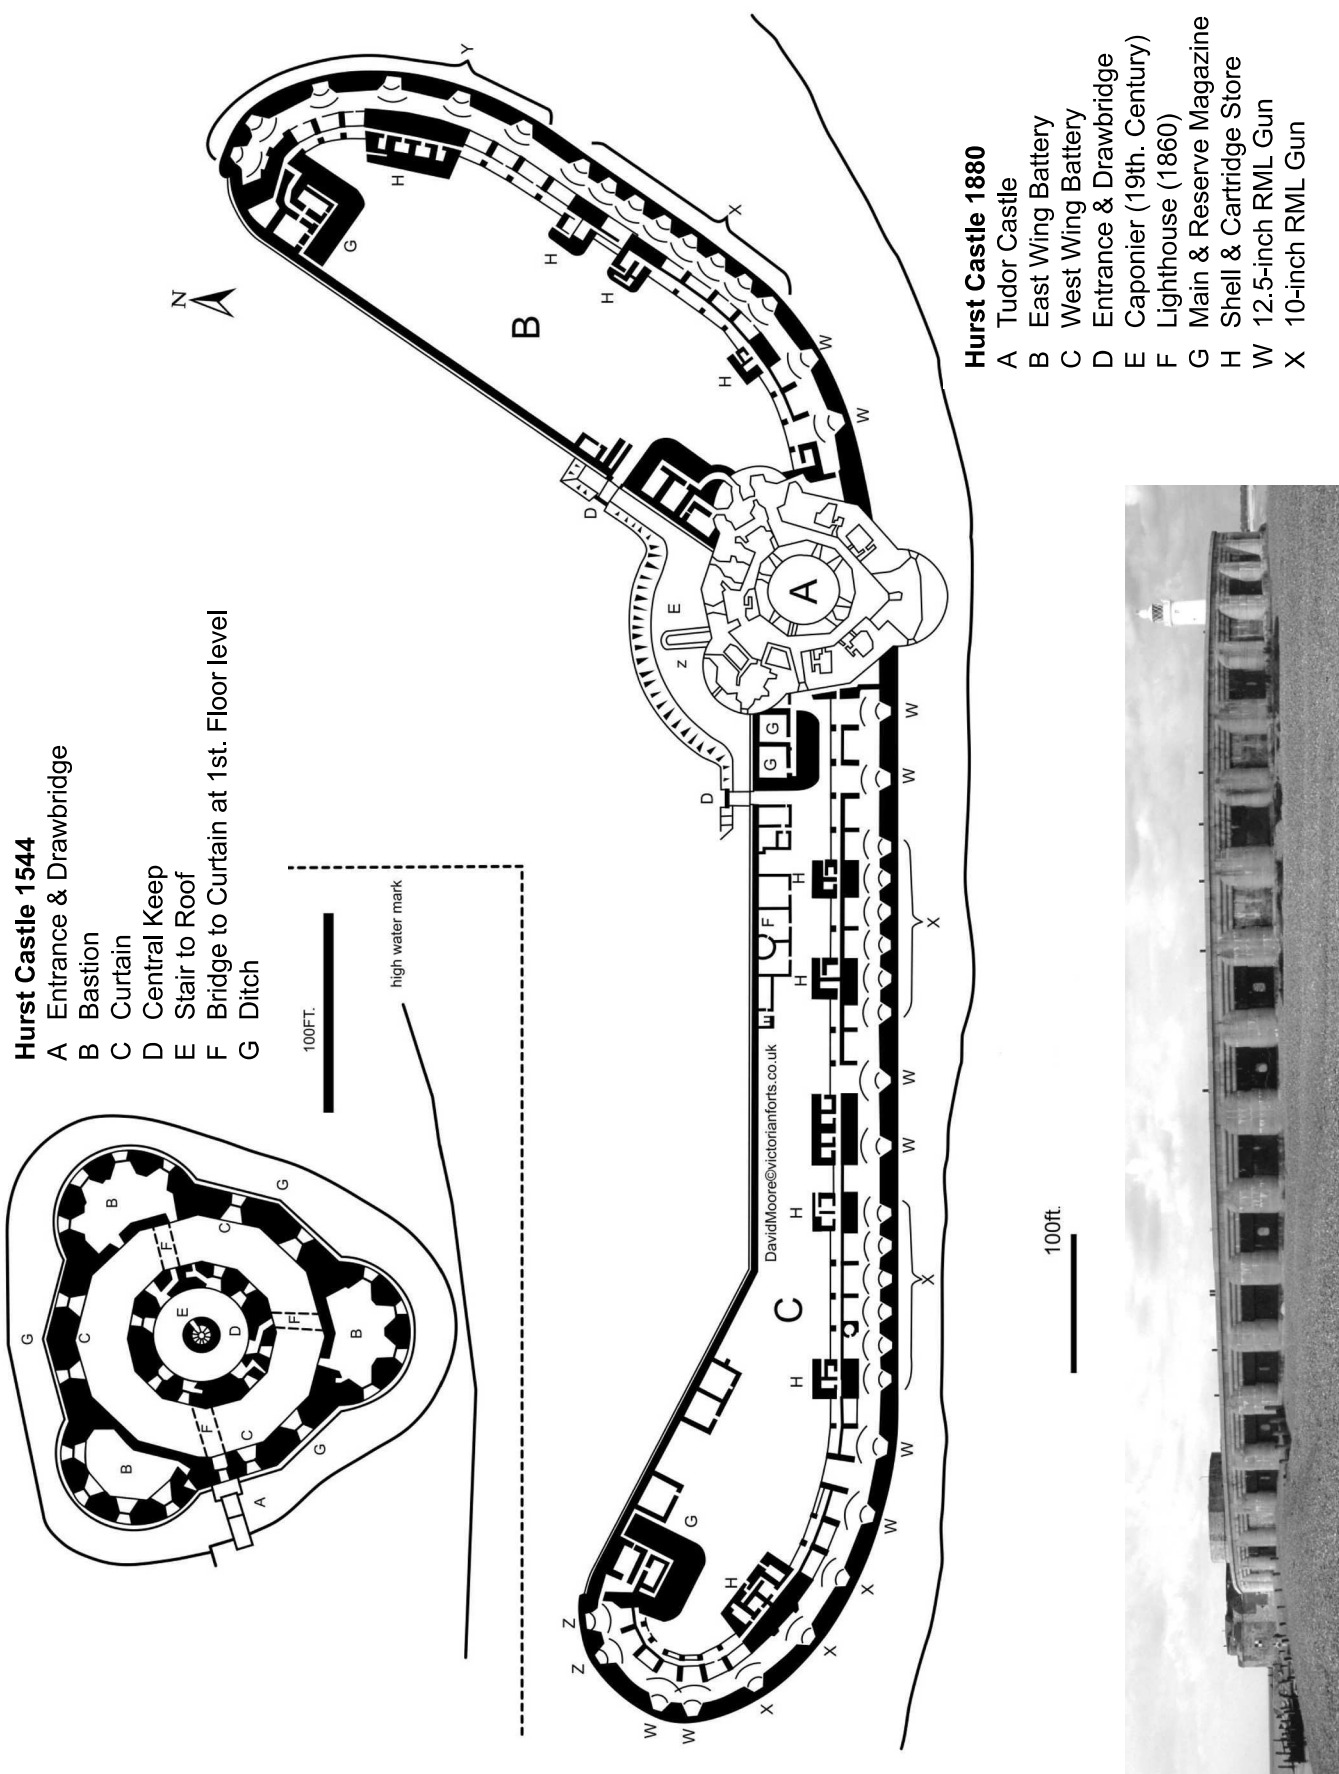 Hurst Castle 1544
A Entrance & Drawbridge
B Bastion
C Curtain
D Central Keep
E Stair to Roof
F Bridge to Curtain at 1st. Floor level
G Ditch
100FT.
high water mark
G
B
G
C
F
E
D
C
F
B
F
C
B
G
A
G
N
Y
H
G
X
H
H
B
H
W
W
D
E
Z
A
D
G
G
W
W
H
F
H
X
W
W
DavidMoore©victorianforts.co.uk
H
X
C
H
W
W
G
H
X
X
X
Z
Z
W
W
100ft.
Hurst Castle 1880
A Tudor Castle
B East Wing Battery
C West Wing Battery
D Entrance & Drawbridge
E Caponier (19th. Century)
F Lighthouse (1860)
G Main & Reserve Magazine
H Shell & Cartridge Store
W 12.5-inch RML Gun
X 10-inch RML Gun